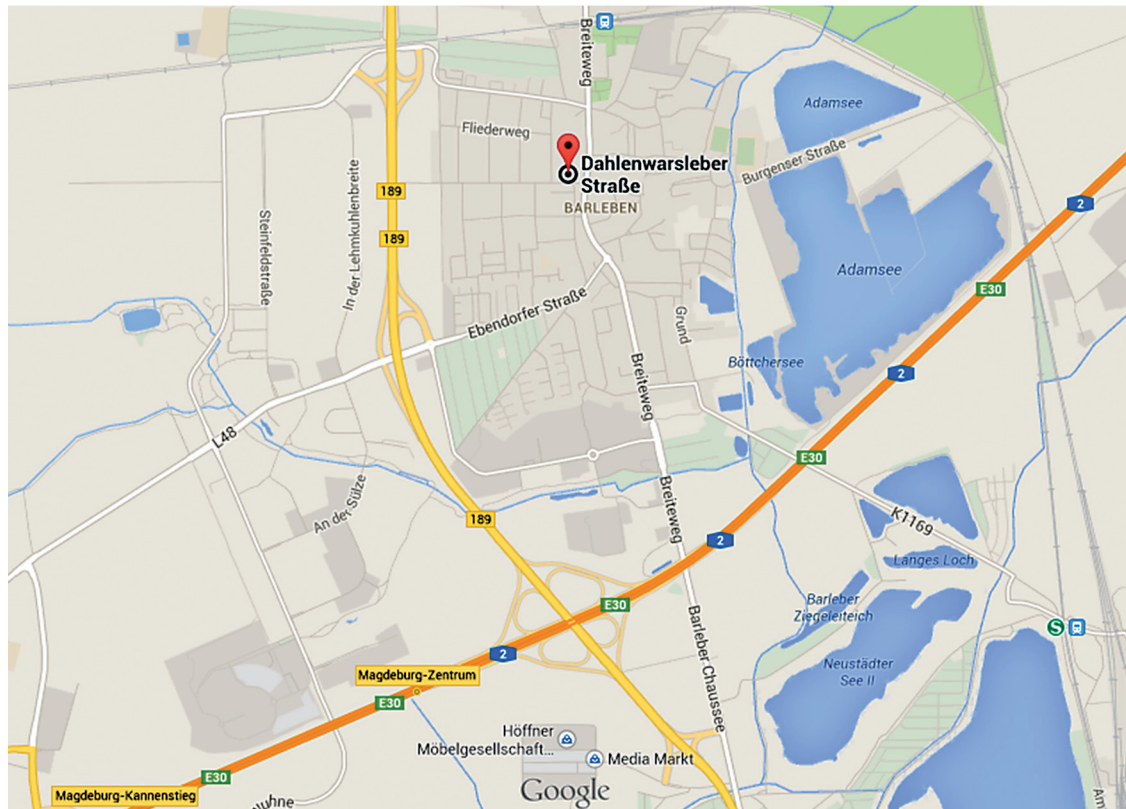 Breiteweg
Adamsee
Fliederweg
Burgenser Straße
Dahlenwarsleber
Straße
BARLEBEN
189
2
189
Steinfeldstraße
In der Lehmkuhlenbreite
Adamsee
E30
Ebendorfer Straße
Grund
Böttchersee
2
Breiteweg
L48
E30
An der Sülze
189
Breiteweg
K1169
2
Langes Loch
E30
Barleber
Ziegeleiteich
Barleber Chaussee
S
2
Neustädter
See II
Magdeburg-Zentrum
E30
Höffner
Möbelgesellschaft...
Media Markt
E30
Google
Magdeburg-Kannenstieg